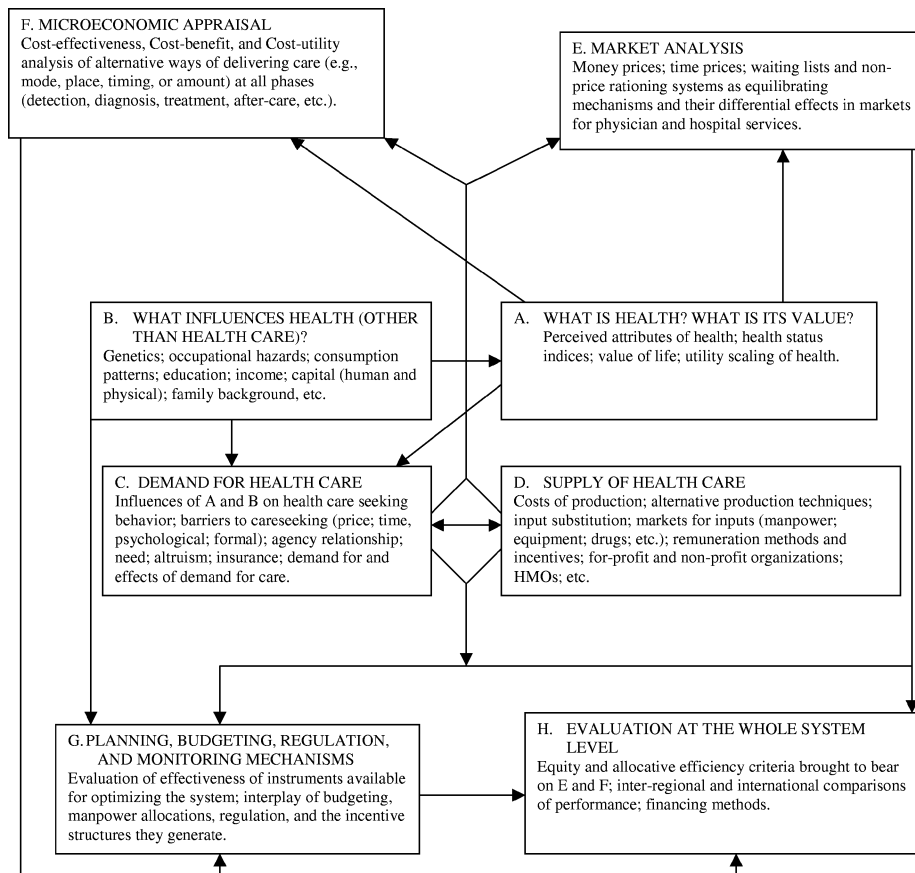 F. MICROECONOMIC APPRAISAL
Cost-effectiveness, Cost-benefit, and Cost-utility
analysis of alternative ways of delivering care (e.g.,
mode, place, timing, or amount) at all phases
(detection, diagnosis, treatment, after-care, etc.).
E. MARKET ANALYSIS
Money prices; time prices; waiting lists and non-
price rationing systems as equilibrating
mechanisms and their differential effects in markets
for physician and hospital services.
B. WHAT INFLUENCES HEALTH (OTHER
THAN HEALTH CARE)?
Genetics; occupational hazards; consumption
patterns; education; income; capital (human and
physical); family background, etc.
A. WHAT IS HEALTH? WHAT IS ITS VALUE?
Perceived attributes of health; health status
indices; value of life; utility scaling of health.
C. DEMAND FOR HEALTH CARE
Influences of A and B on health care seeking
behavior; barriers to careseeking (price; time,
psychological; formal); agency relationship;
need; altruism; insurance; demand for and
effects of demand for care.
D. SUPPLY OF HEALTH CARE
Costs of production; alternative production techniques;
input substitution; markets for inputs (manpower;
equipment; drugs; etc.); remuneration methods and
incentives; for-profit and non-profit organizations;
HMOs; etc.
G. PLANNING, BUDGETING, REGULATION,
AND MONITORING MECHANISMS
Evaluation of effectiveness of instruments available
for optimizing the system; interplay of budgeting,
manpower allocations, regulation, and the incentive
structures they generate.
H. EVALUATION AT THE WHOLE SYSTEM
LEVEL
Equity and allocative efficiency criteria brought to bear
on E and F; inter-regional and international comparisons
of performance; financing methods.